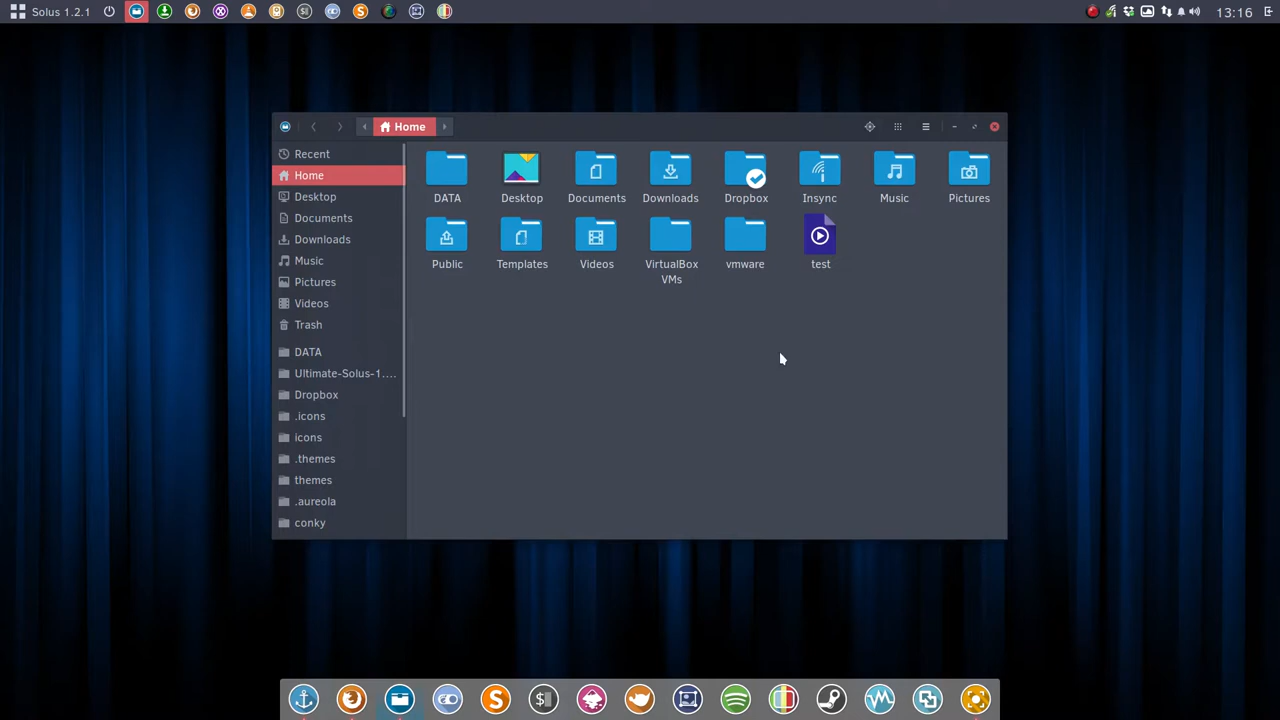 Solus 1.2.1
13:16
Home
Recent
Home
Desktop
Documents
Downloads
Music
Pictures
Videos
Trash
DATA
Ultimate-Solus-1....
Dropbox
.icons
icons
.themes
themes
.aureola
conky
DATA
Desktop
Documents
Downloads
Dropbox
Insync
Music
Pictures
Public
Templates
Videos
VirtualBox
VMs
vmware
test